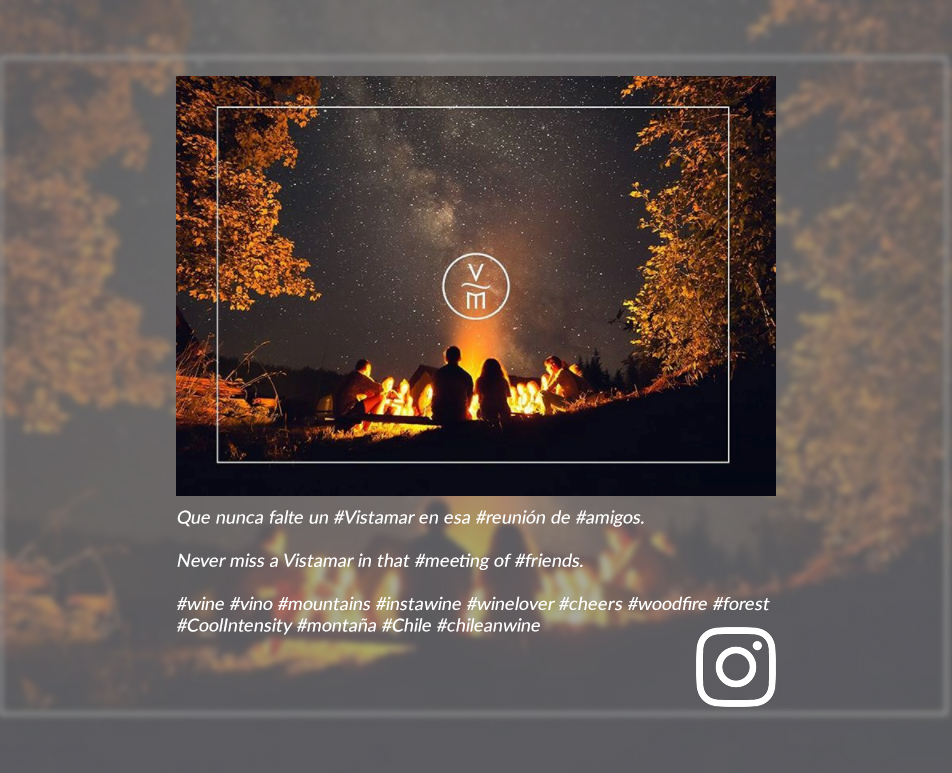 V
M
Que nunca falte un #Vistamar en esa #reunión de #amigos.
Never miss a Vistamar in that #meeting of #friends.
#wine #vino #mountains #instawine #winelover #cheers #woodfire #forest
#CoolIntensity #montaña #Chile #chileanwine